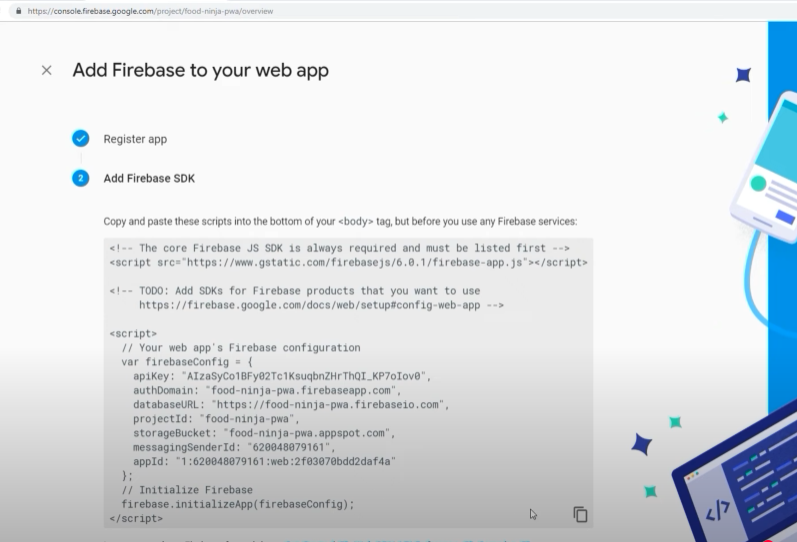 https://console.firebase.google.com/project/food-ninja-pwa/overview
Add Firebase to your web app
Register app
2 Add Firebase SDK
Copy and paste these scripts into the bottom of your <body> tag, but before you use any Firebase services:
<!-- The core Firebase JS SDK is always required and must be listed first -->
<script src="https://www.gstatic.com/firebasejs/6.0.1/firebase-app.js"></script>
<!-- TODO: Add SDKs for Firebase products that you want to use
https://firebase.google.com/docs/web/setup#config-web-app -->
<script>
// Your web app's Firebase configuration
var firebaseConfig = {
apiKey: "AIzaSyCo1BFy02Tc1KsuqbnZHrThQI_KP7oIov0",
authDomain: "food-ninja-pwa.firebaseapp.com",
databaseURL: "https://food-ninja-pwa.firebaseio.com",
projectId: "food-ninja-pwa",
storageBucket: "food-ninja-pwa.appspot.com",
messagingSenderId: "620048079161",
appId: "1:620048079161:web:2f03070bdd2daf4a"
};
// Initialize Firebase
firebase.initializeApp(firebaseConfig);
</script>
</>